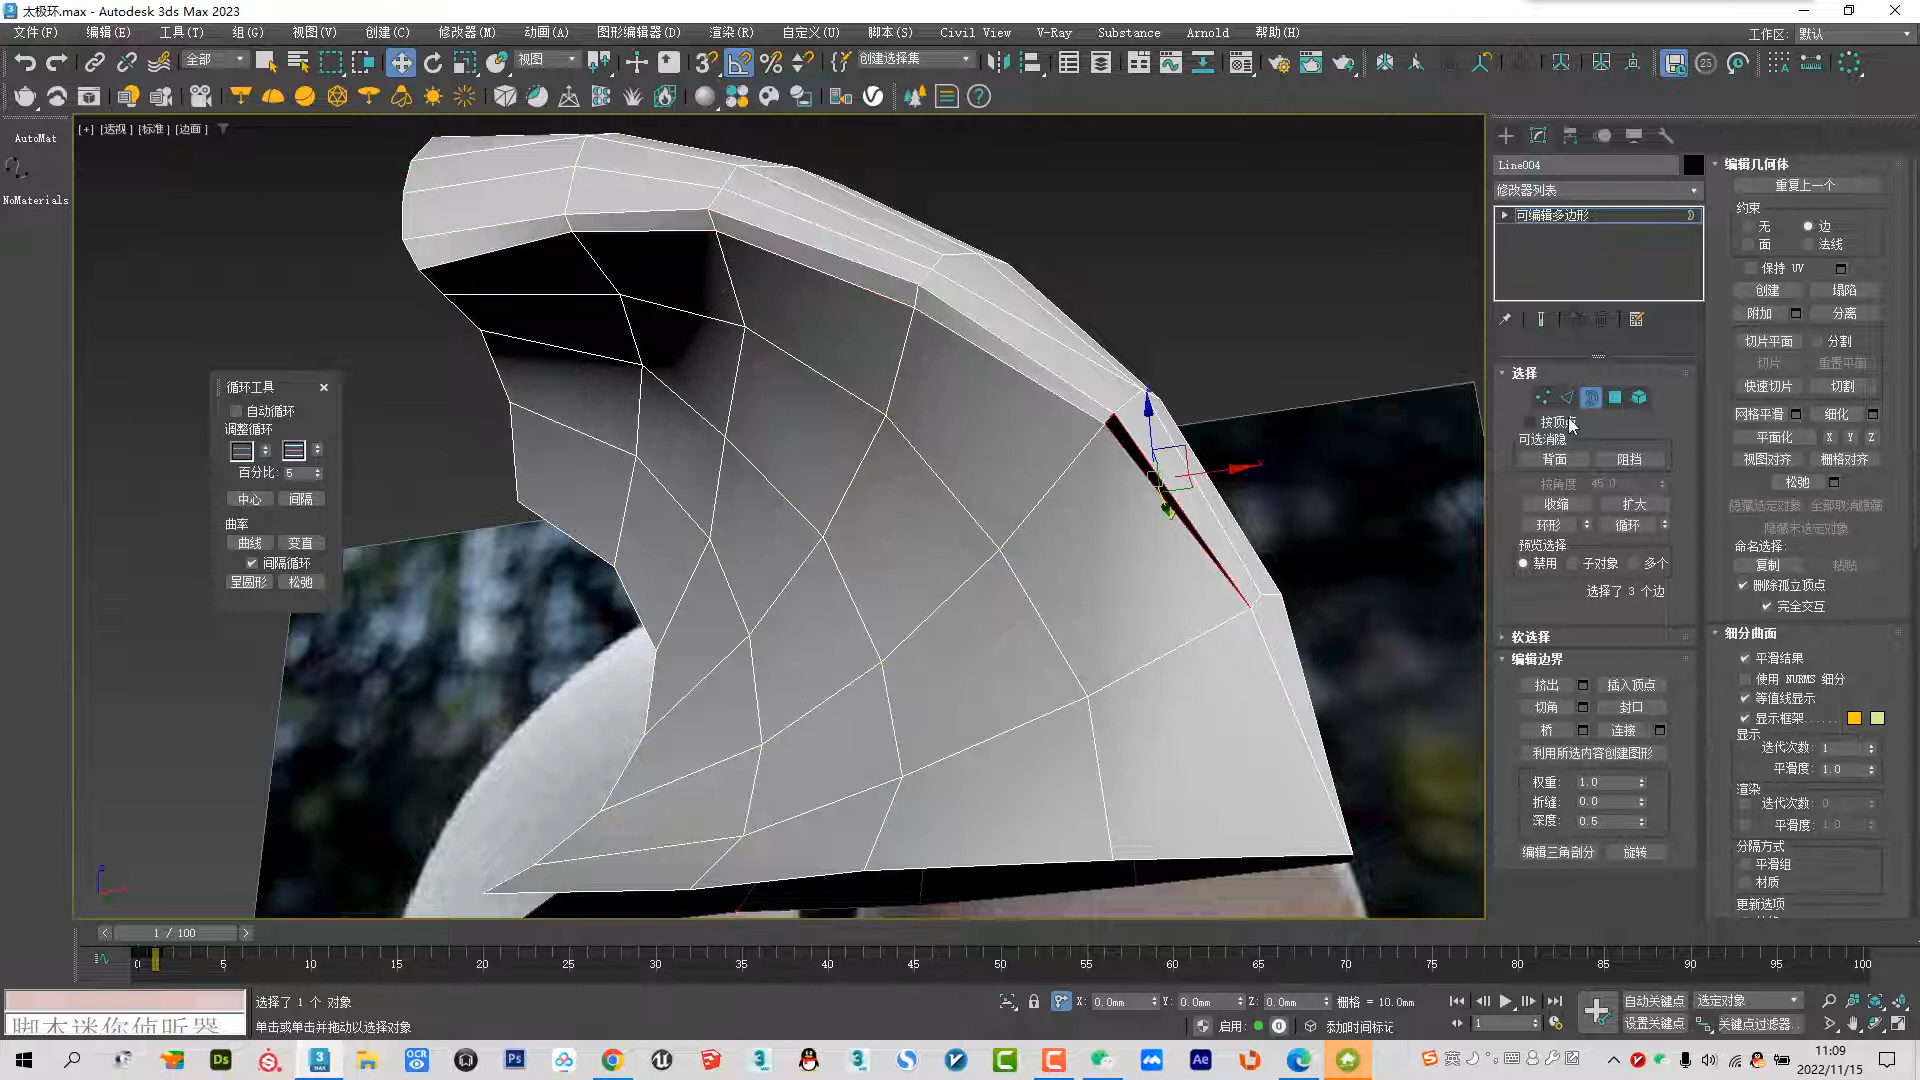 太极环.max - Autodesk 3ds Max 2023
文件(F) 编辑(E) 工具(T) 组(G) 视图(V) 创建(C) 修改器(M) 动画(A) 图形编辑器(D) 渲染(R) 自定义(U) 脚本(S) Civil View V-Ray Substance Arnold 帮助(H) 工作区: 默认
全部 视图 创建选择集 25
AutoMat
NoMaterials
[+] [透视] [标准] [边面]
循环工具
自动循环
调整循环
百分比: 5
中心 间隔
曲率
曲线 变直
间隔循环
呈圆形 松弛
Line004
修改器列表
可编辑多边形
选择
可选消隐
背面 阻挡
按角度 45.0
收缩 扩大
环形 循环
预览选择
禁用 子对象 多个
选择了 3 个边
软选择
编辑边界
挤出 插入顶点
切角 封口
桥 连接
利用所选内容创建图形
权重: 1.0
折缝: 0.0
深度: 0.5
编辑三角剖分 旋转
编辑几何体
重复上一个
约束
无 边
面 法线
保持 UV
创建 塌陷
附加 分离
切片平面 分割
切片 重置平面
快速切片 切割
网格平滑 细化
平面化 X Y Z
视图对齐 栅格对齐
松弛
隐藏选定对象 全部取消隐藏
隐藏未选定对象
命名选择:
复制 粘贴
删除孤立顶点
完全交互
细分曲面
平滑结果
使用 NURMS 细分
等值线显示
显示框架......
显示
迭代次数: 1
平滑度: 1.0
渲染
迭代次数: 0
平滑度: 1.0
分隔方式
平滑组
材质
更新选项
1 / 100
0 5 10 15 20 25 30 35 40 45 50 55 60 65 70 75 80 85 90 95 100
选择了 1 个 对象
X: 0.0mm Y: 0.0mm Z: 0.0mm 栅格 = 10.0mm
自动关键点 选定对象
脚本迷你侦听器
单击或单击并拖动以选择对象
启用: 0 添加时间标记
1
设置关键点 关键点过滤器...
英
11:09
2022/11/15